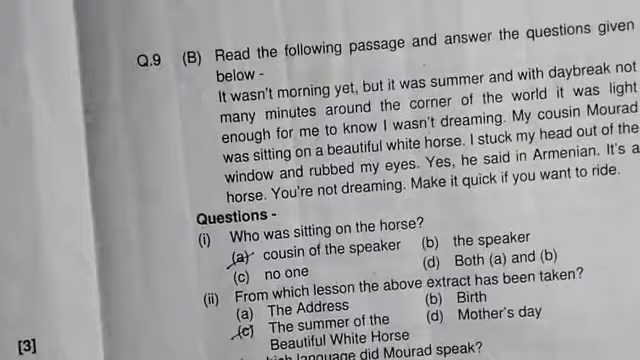 Q.9 (B) Read the following passage and answer the questions given
below -
It wasn't morning yet, but it was summer and with daybreak not
many minutes around the corner of the world it was light
enough for me to know I wasn't dreaming. My cousin Mourad
was sitting on a beautiful white horse. I stuck my head out of the
window and rubbed my eyes. Yes, he said in Armenian. It's a
horse. You're not dreaming. Make it quick if you want to ride.
Questions -
(i) Who was sitting on the horse?
(a) cousin of the speaker (b) the speaker
(c) no one (d) Both (a) and (b)
(ii) From which lesson the above extract has been taken?
(a) The Address (b) Birth
(c) The summer of the (d) Mother's day
Beautiful White Horse
language did Mourad speak?
[3]